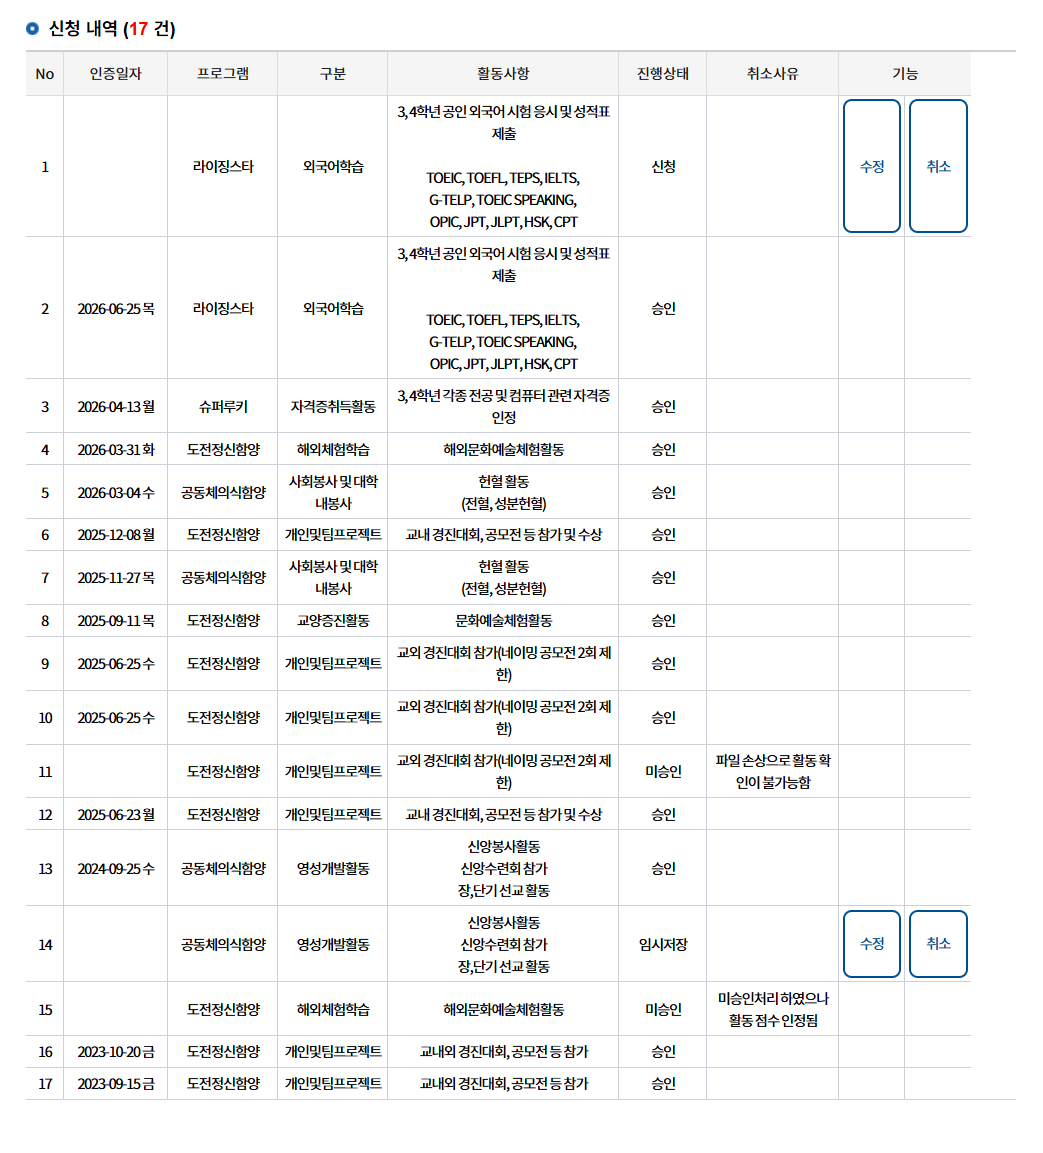 신청 내역 (17 건)
No 인증일자 프로그램 구분 활동사항 진행상태 취소사유 기능
1 라이징스타 외국어학습 3, 4학년 공인 외국어 시험 응시 및 성적표
제출
TOEIC, TOEFL, TEPS, IELTS,
G-TELP, TOEIC SPEAKING,
OPIC, JPT, JLPT, HSK, CPT 신청 수정 취소
2 2026-06-25 목 라이징스타 외국어학습 3, 4학년 공인 외국어 시험 응시 및 성적표
제출
TOEIC, TOEFL, TEPS, IELTS,
G-TELP, TOEIC SPEAKING,
OPIC, JPT, JLPT, HSK, CPT 승인
3 2026-04-13 월 슈퍼루키 자격증취득활동 3, 4학년 각종 전공 및 컴퓨터 관련 자격증
인정 승인
4 2026-03-31 화 도전정신함양 해외체험학습 해외문화예술체험활동 승인
5 2026-03-04 수 공동체의식함양 사회봉사 및 대학
내봉사 헌혈 활동
(전혈, 성분헌혈) 승인
6 2025-12-08 월 도전정신함양 개인및팀프로젝트 교내 경진대회, 공모전 등 참가 및 수상 승인
7 2025-11-27 목 공동체의식함양 사회봉사 및 대학
내봉사 헌혈 활동
(전혈, 성분헌혈) 승인
8 2025-09-11 목 도전정신함양 교양증진활동 문화예술체험활동 승인
9 2025-06-25 수 도전정신함양 개인및팀프로젝트 교외 경진대회 참가(네이밍 공모전 2회 제
한) 승인
10 2025-06-25 수 도전정신함양 개인및팀프로젝트 교외 경진대회 참가(네이밍 공모전 2회 제
한) 승인
11 도전정신함양 개인및팀프로젝트 교외 경진대회 참가(네이밍 공모전 2회 제
한) 미승인 파일 손상으로 활동 확
인이 불가능함
12 2025-06-23 월 도전정신함양 개인및팀프로젝트 교내 경진대회, 공모전 등 참가 및 수상 승인
13 2024-09-25 수 공동체의식함양 영성개발활동 신앙봉사활동
신앙수련회 참가
장,단기 선교 활동 승인
14 공동체의식함양 영성개발활동 신앙봉사활동
신앙수련회 참가
장,단기 선교 활동 임시저장 수정 취소
15 도전정신함양 해외체험학습 해외문화예술체험활동 미승인 미승인처리 하였으나
활동 점수 인정됨
16 2023-10-20 금 도전정신함양 개인및팀프로젝트 교내외 경진대회, 공모전 등 참가 승인
17 2023-09-15 금 도전정신함양 개인및팀프로젝트 교내외 경진대회, 공모전 등 참가 승인